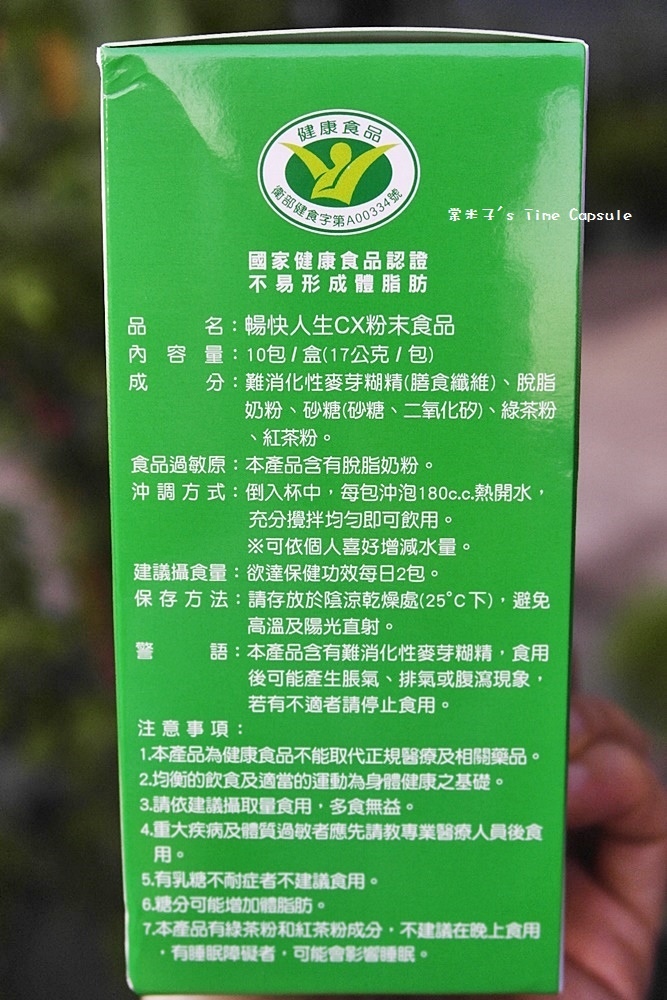 健康食品
衛部健食字第A00334號
棠半子's Time Capsule
國家健康食品認證
不易形成體脂肪
品名：暢快人生CX粉末食品
內容量：10包 / 盒(17公克 / 包)
成分：難消化性麥芽糊精(膳食纖維)、脫脂
奶粉、砂糖(砂糖、二氧化矽)、綠茶粉
、紅茶粉。
食品過敏原：本產品含有脫脂奶粉。
沖調方式：倒入杯中，每包沖泡180c.c.熱開水，
充分攪拌均勻即可飲用。
※可依個人喜好增減水量。
建議攝食量：欲達保健功效每日2包。
保存方法：請存放於陰涼乾燥處(25°C下)，避免
高溫及陽光直射。
警語：本產品含有難消化性麥芽糊精，食用
後可能產生脹氣、排氣或腹瀉現象，
若有不適者請停止食用。
注意事項：
1.本產品為健康食品不能取代正規醫療及相關藥品。
2.均衡的飲食及適當的運動為身體健康之基礎。
3.請依建議攝取量食用，多食無益。
4.重大疾病及體質過敏者應先請教專業醫療人員後食
用。
5.有乳糖不耐症者不建議食用。
6.糖分可能增加體脂肪。
7.本產品有綠茶粉和紅茶粉成分，不建議在晚上食用
，有睡眠障礙者，可能會影響睡眠。